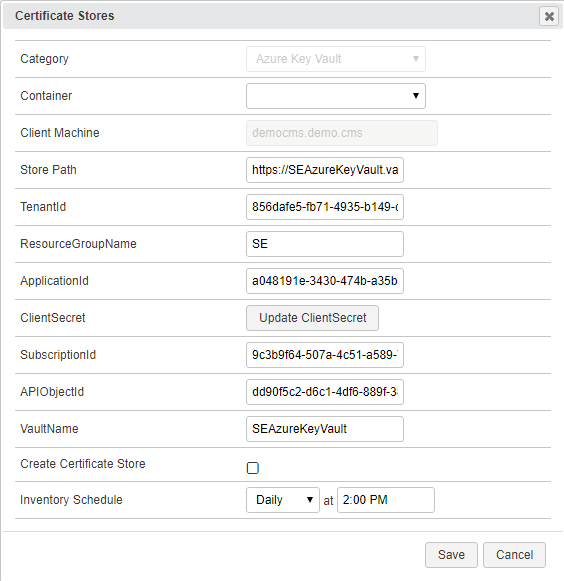 Certificate Stores
Category Azure Key Vault
Container
Client Machine democms.demo.cms
Store Path https://SEAzureKeyVault.va
TenantId 856dafe5-fb71-4935-b149-
ResourceGroupName SE
ApplicationId a048191e-3430-474b-a35b
ClientSecret Update ClientSecret
SubscriptionId 9c3b9f64-507a-4c51-a589-
APIObjectId dd90f5c2-d6c1-4df6-889f-3
VaultName SEAzureKeyVault
Create Certificate Store
Inventory Schedule Daily at 2:00 PM
Save Cancel